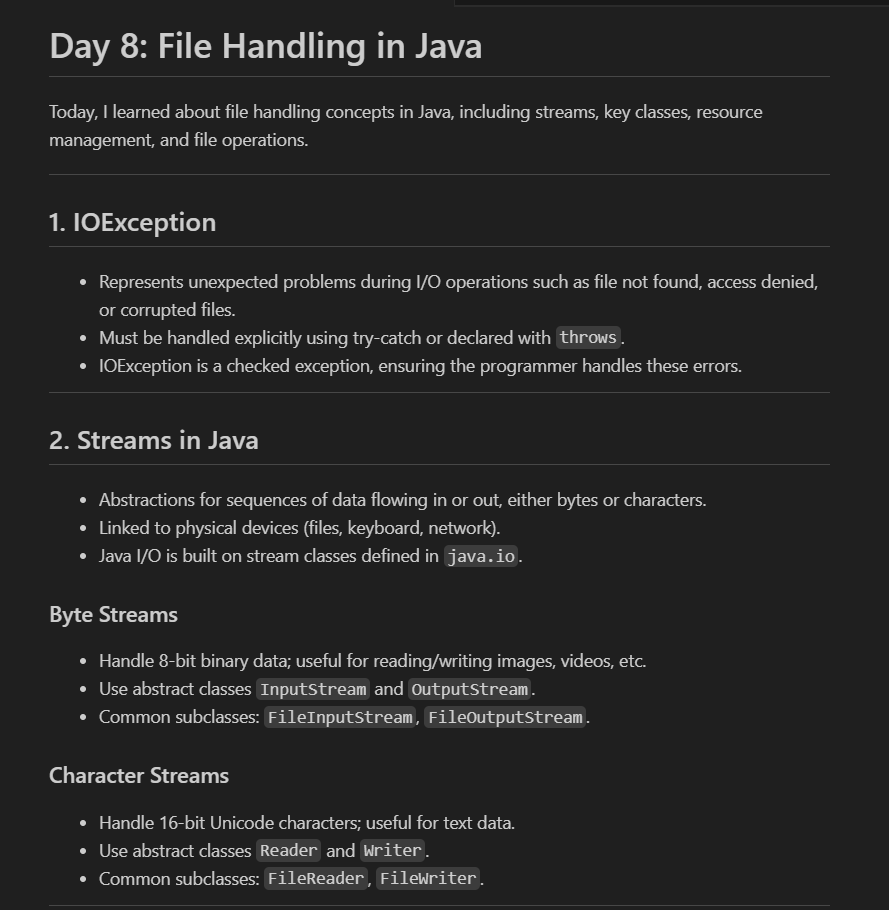 Day 8: File Handling in Java
Today, I learned about file handling concepts in Java, including streams, key classes, resource
management, and file operations.
1. IOException
• Represents unexpected problems during I/O operations such as file not found, access denied,
or corrupted files.
• Must be handled explicitly using try-catch or declared with throws.
• IOException is a checked exception, ensuring the programmer handles these errors.
2. Streams in Java
• Abstractions for sequences of data flowing in or out, either bytes or characters.
• Linked to physical devices (files, keyboard, network).
• Java I/O is built on stream classes defined in java.io.
Byte Streams
• Handle 8-bit binary data; useful for reading/writing images, videos, etc.
• Use abstract classes InputStream and OutputStream.
• Common subclasses: FileInputStream, FileOutputStream.
Character Streams
• Handle 16-bit Unicode characters; useful for text data.
• Use abstract classes Reader and Writer.
• Common subclasses: FileReader, FileWriter.